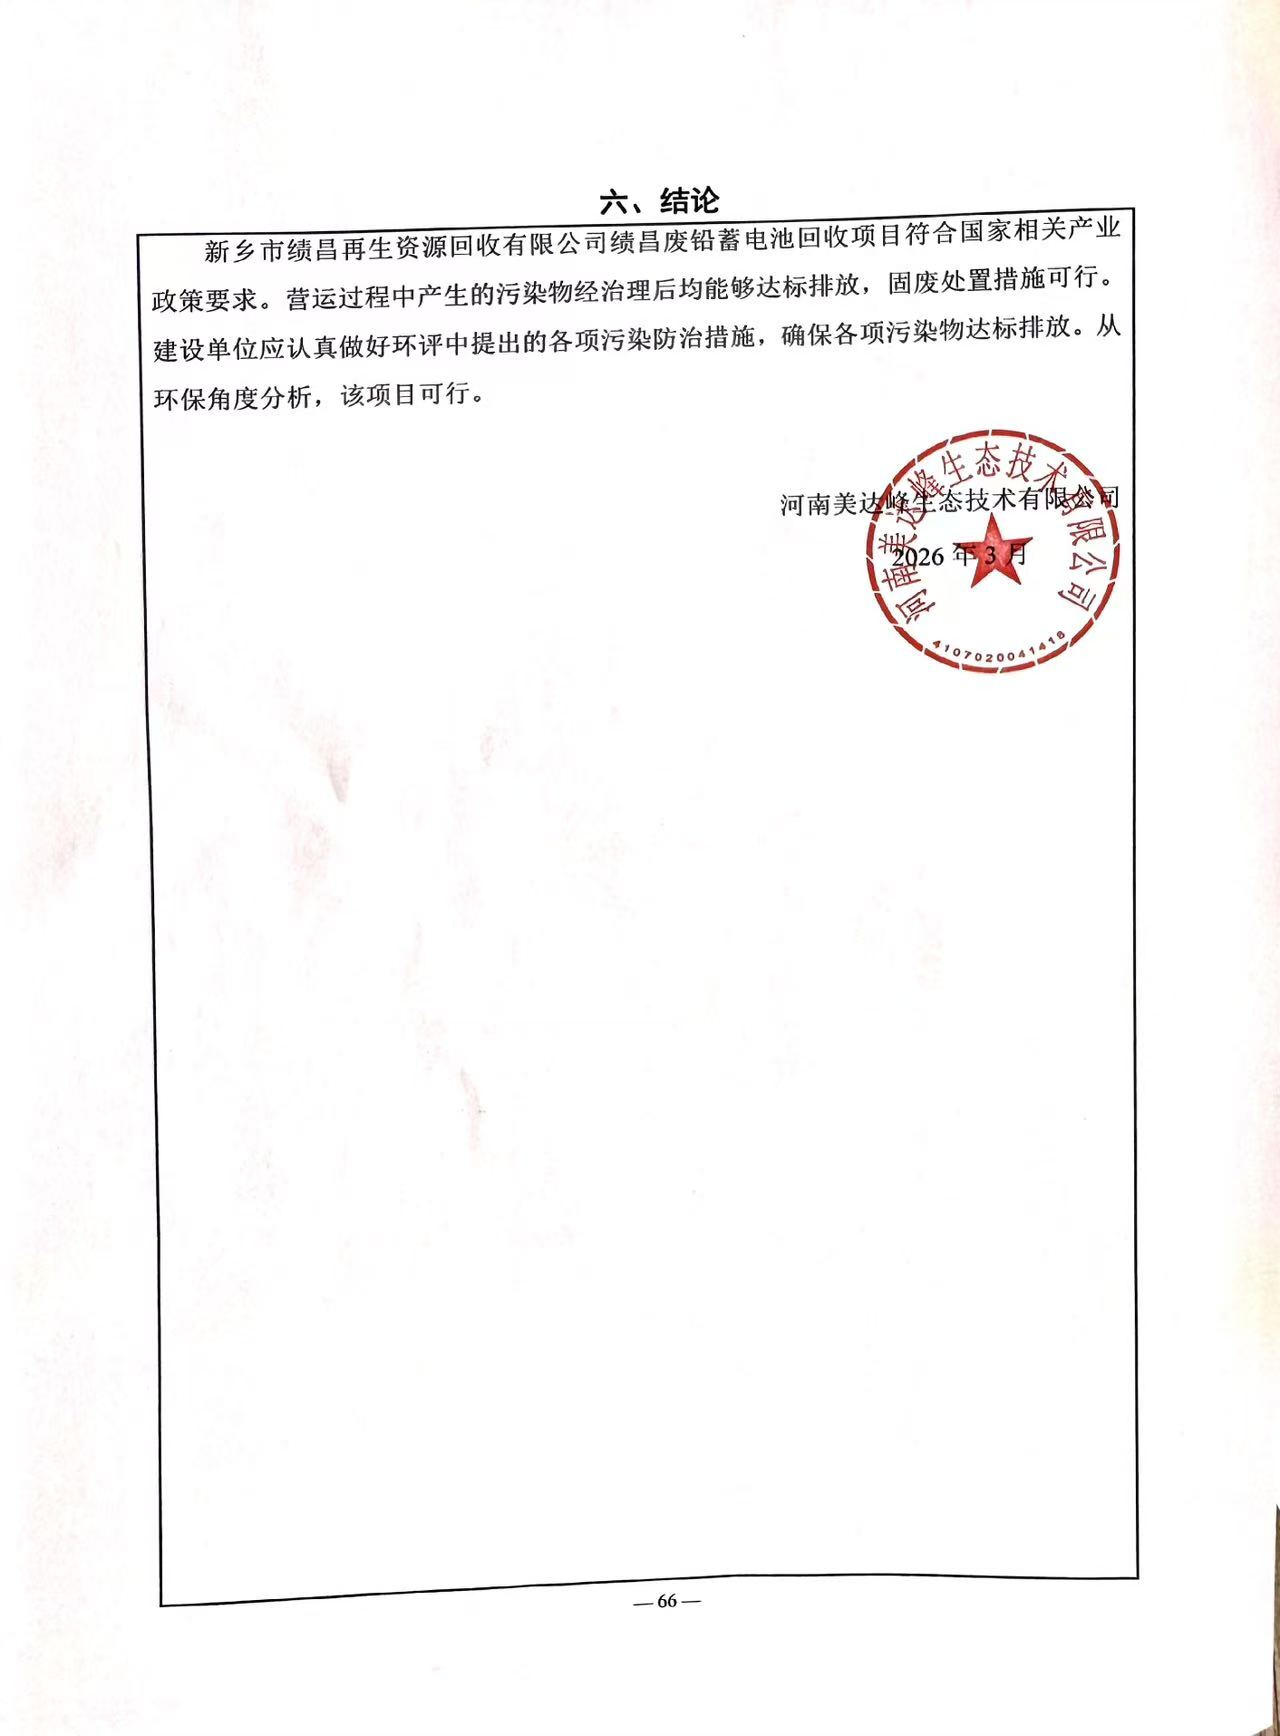 六、结论
新乡市绩昌再生资源回收有限公司绩昌废铅蓄电池回收项目符合国家相关产业
政策要求。营运过程中产生的污染物经治理后均能够达标排放，固废处置措施可行。
建设单位应认真做好环评中提出的各项污染防治措施，确保各项污染物达标排放。从
环保角度分析，该项目可行。
河南美达峰生态技术有限公司
2026年3月
河南美达峰生态技术有限公司
4107020041418
—66—